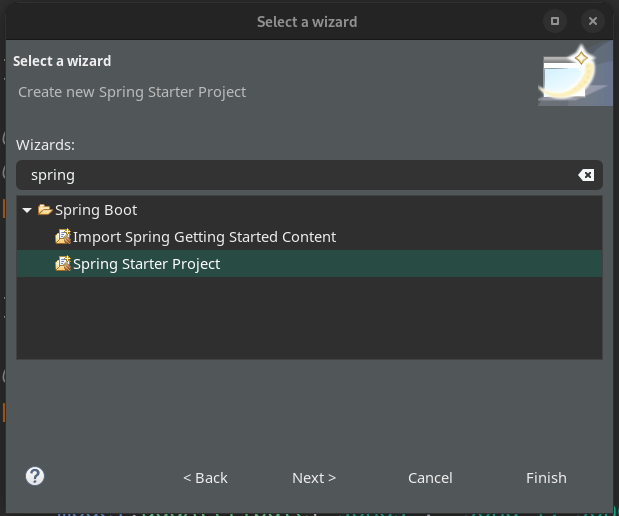 Select a wizard
Select a wizard
Create new Spring Starter Project
Wizards:
spring
Spring Boot
Import Spring Getting Started Content
Spring Starter Project
< Back Next > Cancel Finish